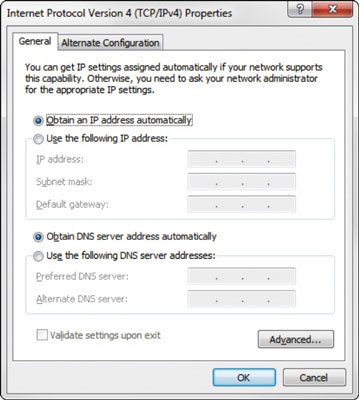 Internet Protocol Version 4 (TCP/IPv4) Properties
General
Alternate Configuration
You can get IP settings assigned automatically if your network supports
this capability. Otherwise, you need to ask your network administrator
for the appropriate IP settings.
Obtain an IP address automatically
Use the following IP address:
IP address:
Subnet mask:
Default gateway:
Obtain DNS server address automatically
Use the following DNS server addresses:
Preferred DNS server:
Alternate DNS server:
Validate settings upon exit
Advanced...
OK
Cancel